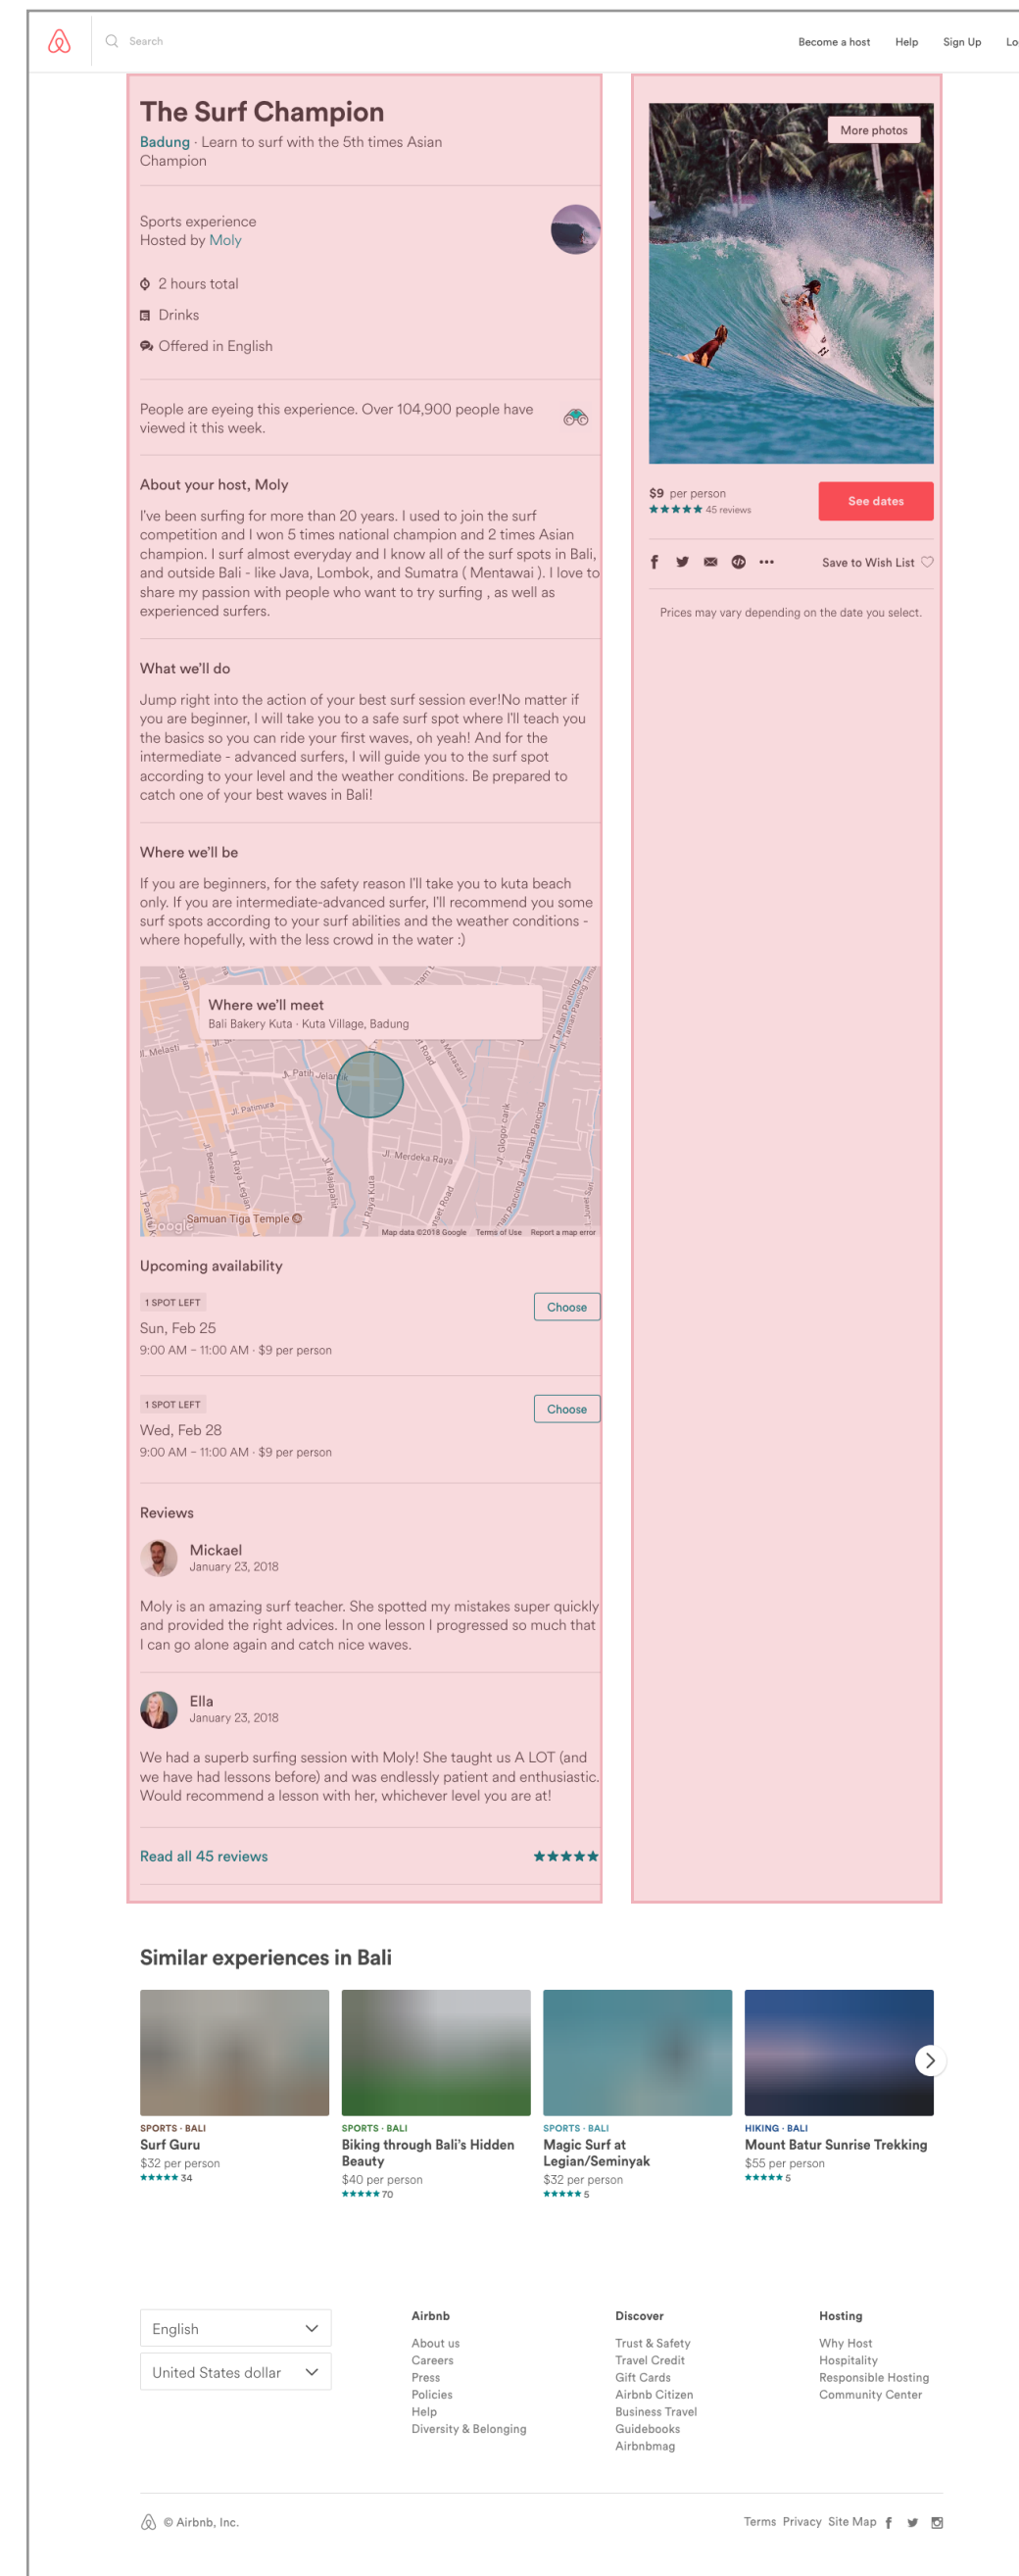 Search
Become a host
Help
Sign Up
Lo
The Surf Champion
Badung · Learn to surf with the 5th times Asian
Champion
Sports experience
Hosted by Moly
2 hours total
Drinks
Offered in English
People are eyeing this experience. Over 104,900 people have
viewed it this week.
About your host, Moly
I've been surfing for more than 20 years. I used to join the surf
competition and I won 5 times national champion and 2 times Asian
champion. I surf almost everyday and I know all of the surf spots in Bali,
and outside Bali - like Java, Lombok, and Sumatra ( Mentawai ). I love to
share my passion with people who want to try surfing , as well as
experienced surfers.
What we'll do
Jump right into the action of your best surf session ever!No matter if
you are beginner, I will take you to a safe surf spot where I'll teach you
the basics so you can ride your first waves, oh yeah! And for the
intermediate - advanced surfers, I will guide you to the surf spot
according to your level and the weather conditions. Be prepared to
catch one of your best waves in Bali!
Where we'll be
If you are beginners, for the safety reason I'll take you to kuta beach
only. If you are intermediate-advanced surfer, I'll recommend you some
surf spots according to your surf abilities and the weather conditions -
where hopefully, with the less crowd in the water :)
Where we'll meet
Bali Bakery Kuta · Kuta Village, Badung
Jl. Melasti
Jl. Patih Jelantik
Jl. Patimura
Jl. Benesari
Jl. Raya Legian
Jl. Majapahit
Jl. Raya Kuta
Jl. Merdeka Raya
Jl. Glogor carik
Jl. Taman Pancing
Jl. Taman Pancing
Samuan Tiga Temple
Google
Map data ©2018 Google
Terms of Use
Report a map error
Upcoming availability
1 SPOT LEFT
Choose
Sun, Feb 25
9:00 AM – 11:00 AM · $9 per person
1 SPOT LEFT
Choose
Wed, Feb 28
9:00 AM – 11:00 AM · $9 per person
Reviews
Mickael
January 23, 2018
Moly is an amazing surf teacher. She spotted my mistakes super quickly
and provided the right advices. In one lesson I progressed so much that
I can go alone again and catch nice waves.
Ella
January 23, 2018
We had a superb surfing session with Moly! She taught us A LOT (and
we have had lessons before) and was endlessly patient and enthusiastic.
Would recommend a lesson with her, whichever level you are at!
Read all 45 reviews
More photos
$9 per person
45 reviews
See dates
Save to Wish List
Prices may vary depending on the date you select.
Similar experiences in Bali
SPORTS · BALI
Surf Guru
$32 per person
34
SPORTS · BALI
Biking through Bali's Hidden
Beauty
$40 per person
70
SPORTS · BALI
Magic Surf at
Legian/Seminyak
$32 per person
5
HIKING · BALI
Mount Batur Sunrise Trekking
$55 per person
5
English
United States dollar
Airbnb
About us
Careers
Press
Policies
Help
Diversity & Belonging
Discover
Trust & Safety
Travel Credit
Gift Cards
Airbnb Citizen
Business Travel
Guidebooks
Airbnbmag
Hosting
Why Host
Hospitality
Responsible Hosting
Community Center
© Airbnb, Inc.
Terms Privacy Site Map